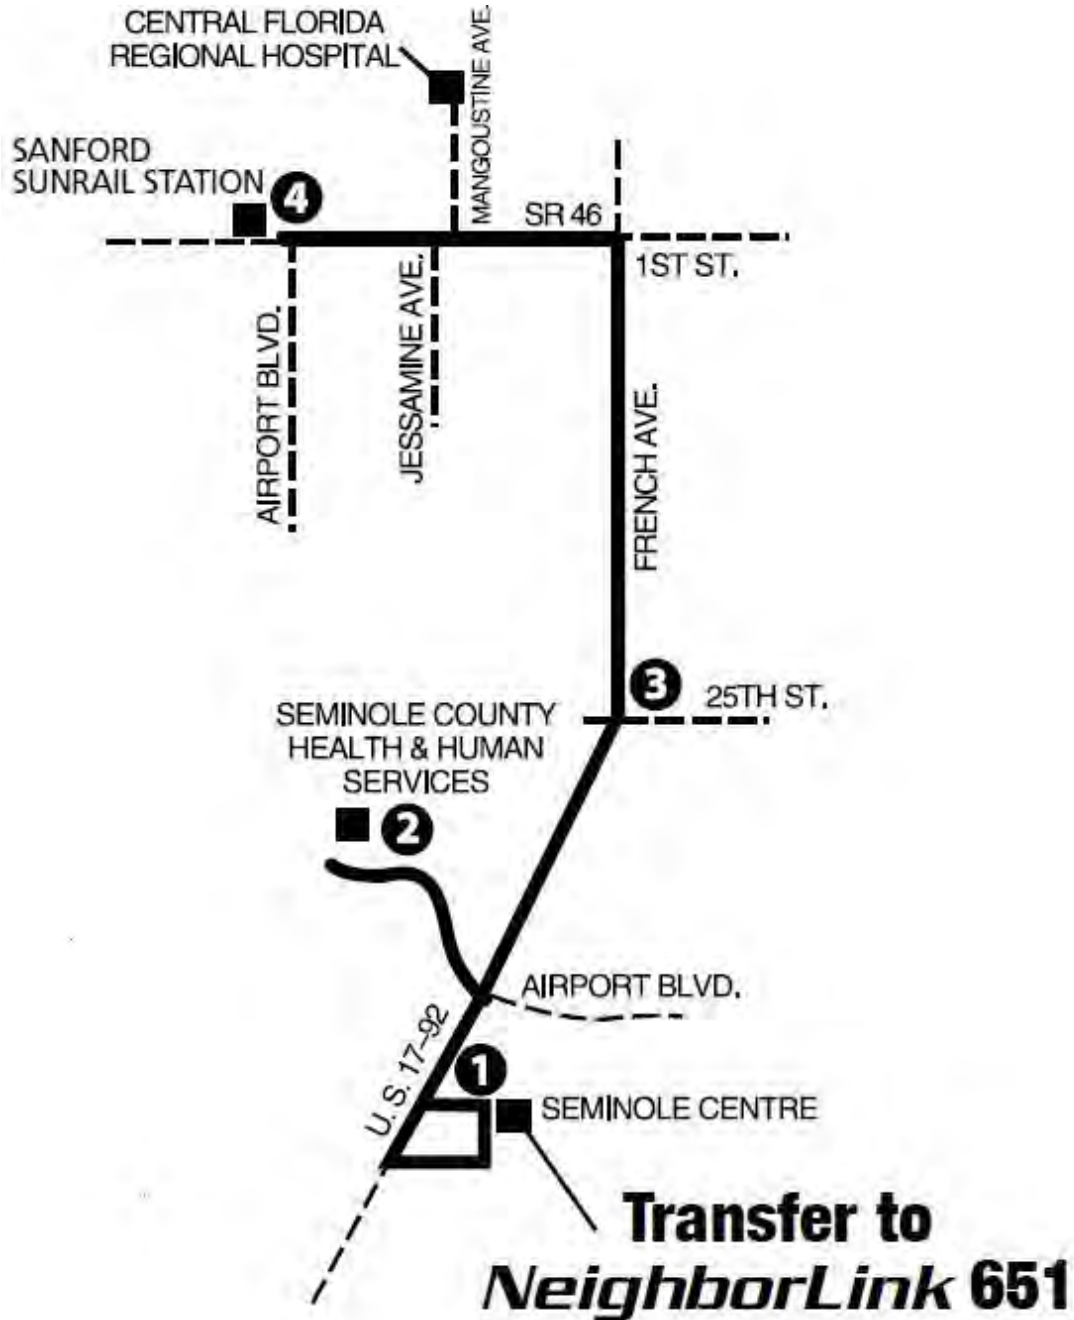 CENTRAL FLORIDA
REGIONAL HOSPITAL
MANGOUSTINE AVE.
SANFORD
SUNRAIL STATION
4
SR 46
1ST ST.
AIRPORT BLVD.
JESSAMINE AVE.
FRENCH AVE.
3
25TH ST.
SEMINOLE COUNTY
HEALTH & HUMAN
SERVICES
2
AIRPORT BLVD.
U. S. 17-92
1
SEMINOLE CENTRE
Transfer to
NeighborLink 651